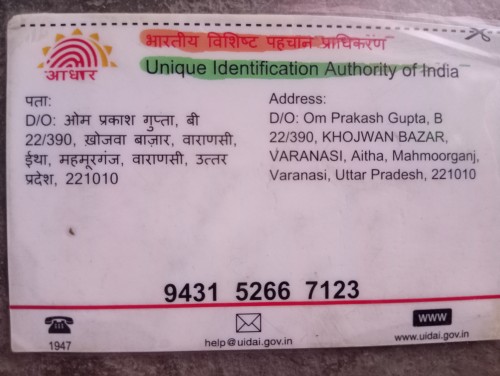 भारतीय विशिष्ट पहचान प्राधिकरण
Unique Identification Authority of India
आधार
पता:
D/O: ओम प्रकाश गुप्ता, बी
22/390, ख़ोजवा बाज़ार, वाराणसी,
ईथा, महमूरगंज, वाराणसी, उत्तर
प्रदेश, 221010
Address:
D/O: Om Prakash Gupta, B
22/390, KHOJWAN BAZAR,
VARANASI, Aitha, Mahmoorganj,
Varanasi, Uttar Pradesh, 221010
9431 5266 7123
1947
help@uidai.gov.in
WWW
www.uidai.gov.in